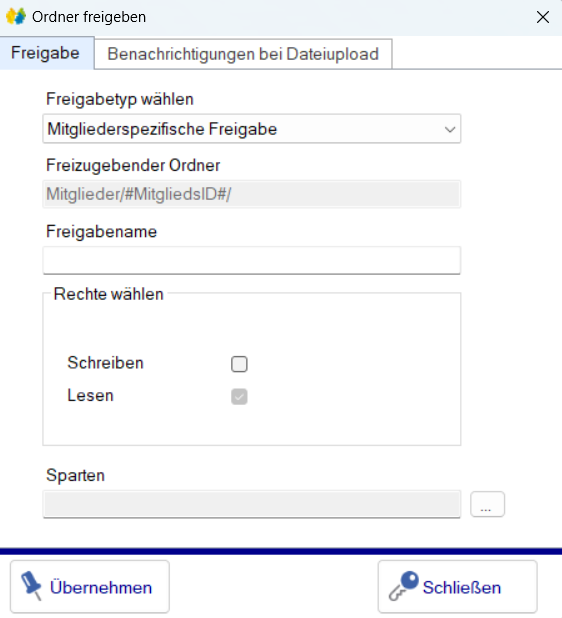 Ordner freigeben
Freigabe
Benachrichtigungen bei Dateiupload
Freigabetyp wählen
Mitgliederspezifische Freigabe
Freizugebender Ordner
Mitglieder/#MitgliedsID#/
Freigabename
Rechte wählen
Schreiben
Lesen
Sparten
...
Übernehmen
Schließen